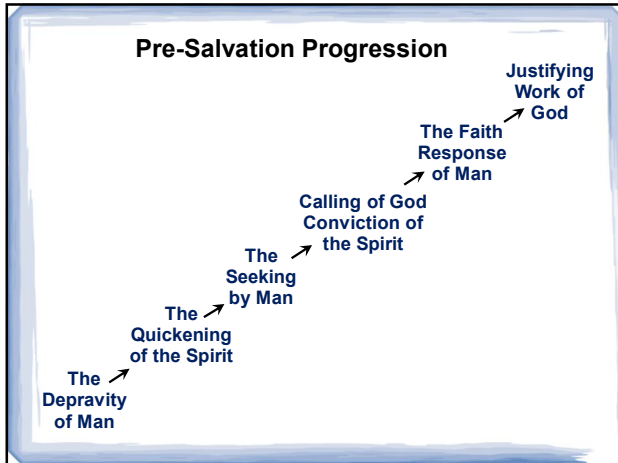 Pre-Salvation Progression
Justifying
Work of
God
The Faith
Response
of Man
Calling of God
Conviction of
the Spirit
The
Seeking
by Man
The
Quickening
of the Spirit
The
Depravity
of Man